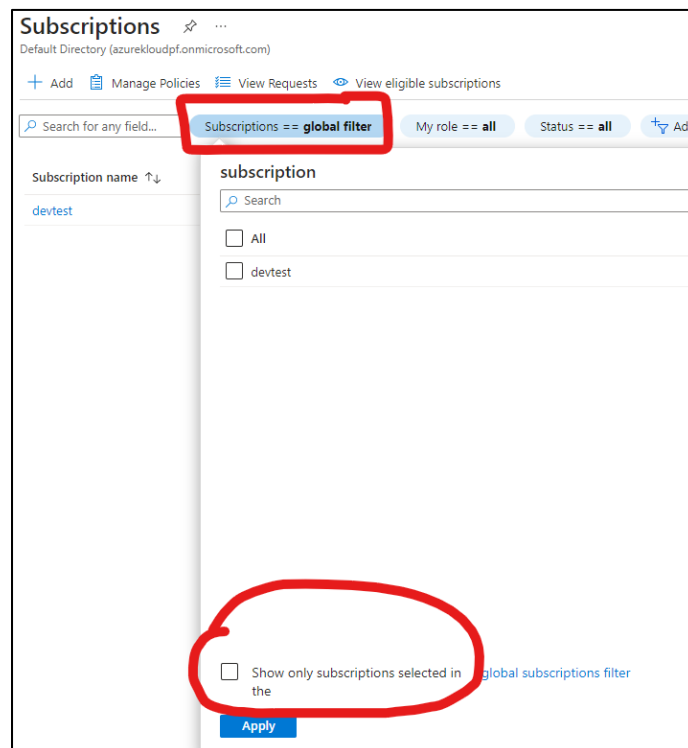 Subscriptions ...
Default Directory (azurekloudpf.onmicrosoft.com)
+ Add Manage Policies View Requests View eligible subscriptions
Search for any field... Subscriptions == global filter My role == all Status == all Ad
Subscription name ↑↓
devtest
subscription
Search
All
devtest
Show only subscriptions selected in the global subscriptions filter
Apply